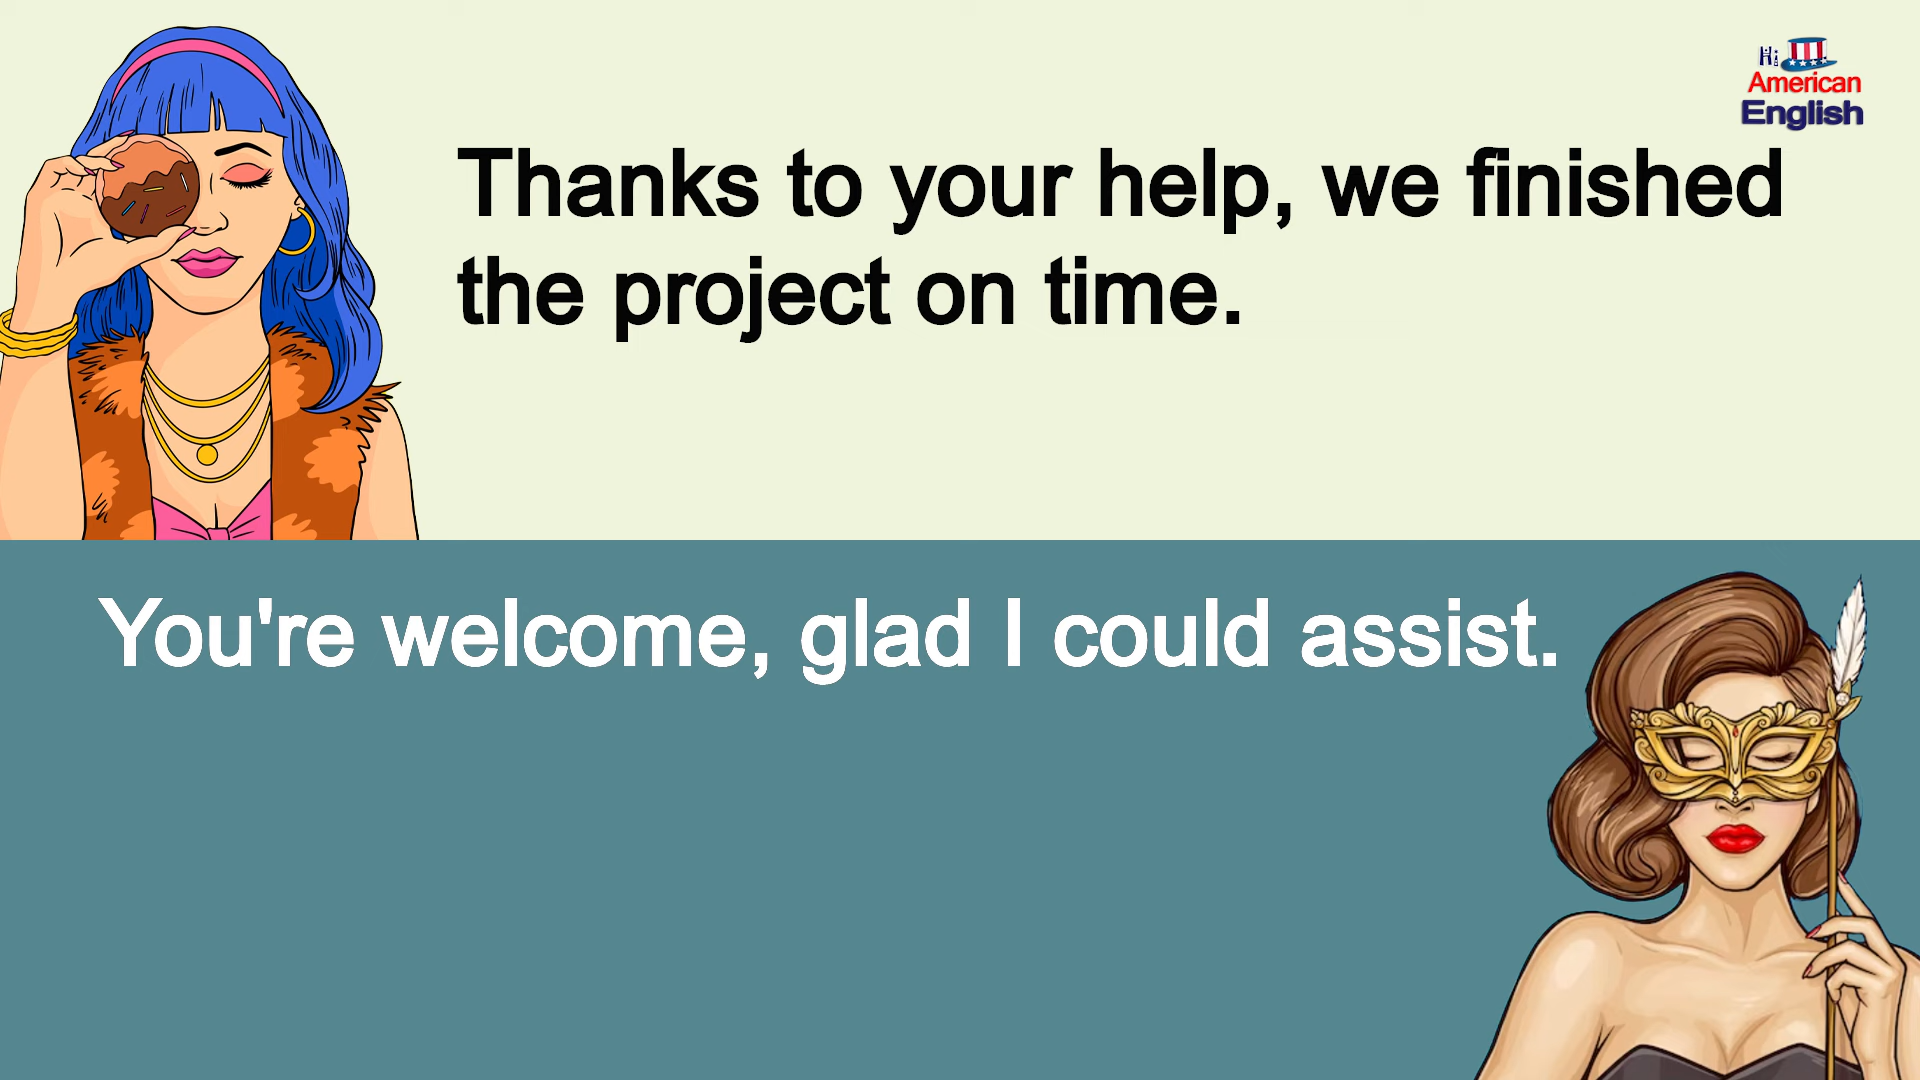 Hi
American
English
Thanks to your help, we finished
the project on time.
You're welcome, glad I could assist.